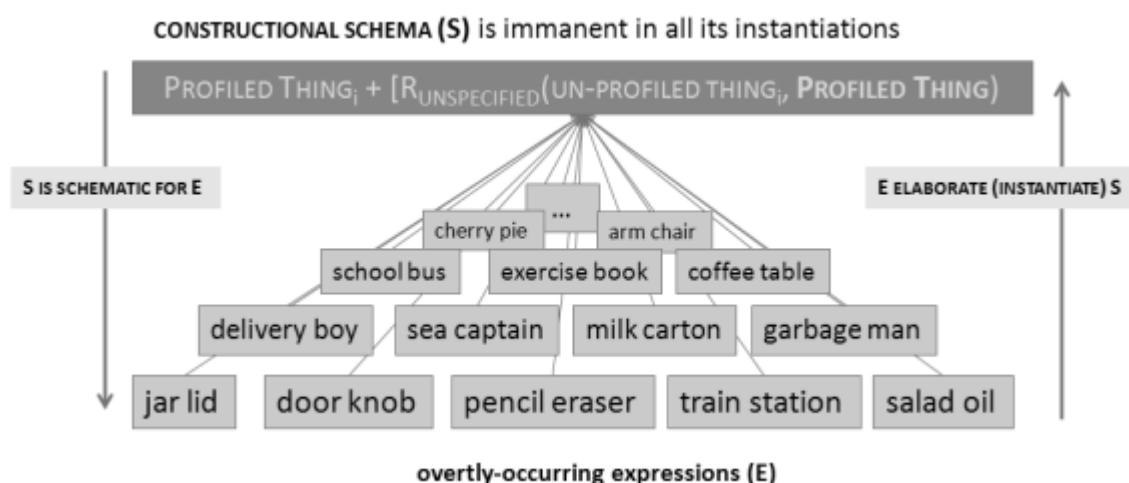 CONSTRUCTIONAL SCHEMA (S) is immanent in all its instantiations
PROFILED THINGi + [RUNSPECIFIED(UN-PROFILED THINGi, PROFILED THING)
S IS SCHEMATIC FOR E
E ELABORATE (INSTANTIATE) S
...
cherry pie arm chair
school bus exercise book coffee table
delivery boy sea captain milk carton garbage man
jar lid door knob pencil eraser train station salad oil
overtly-occurring expressions (E)